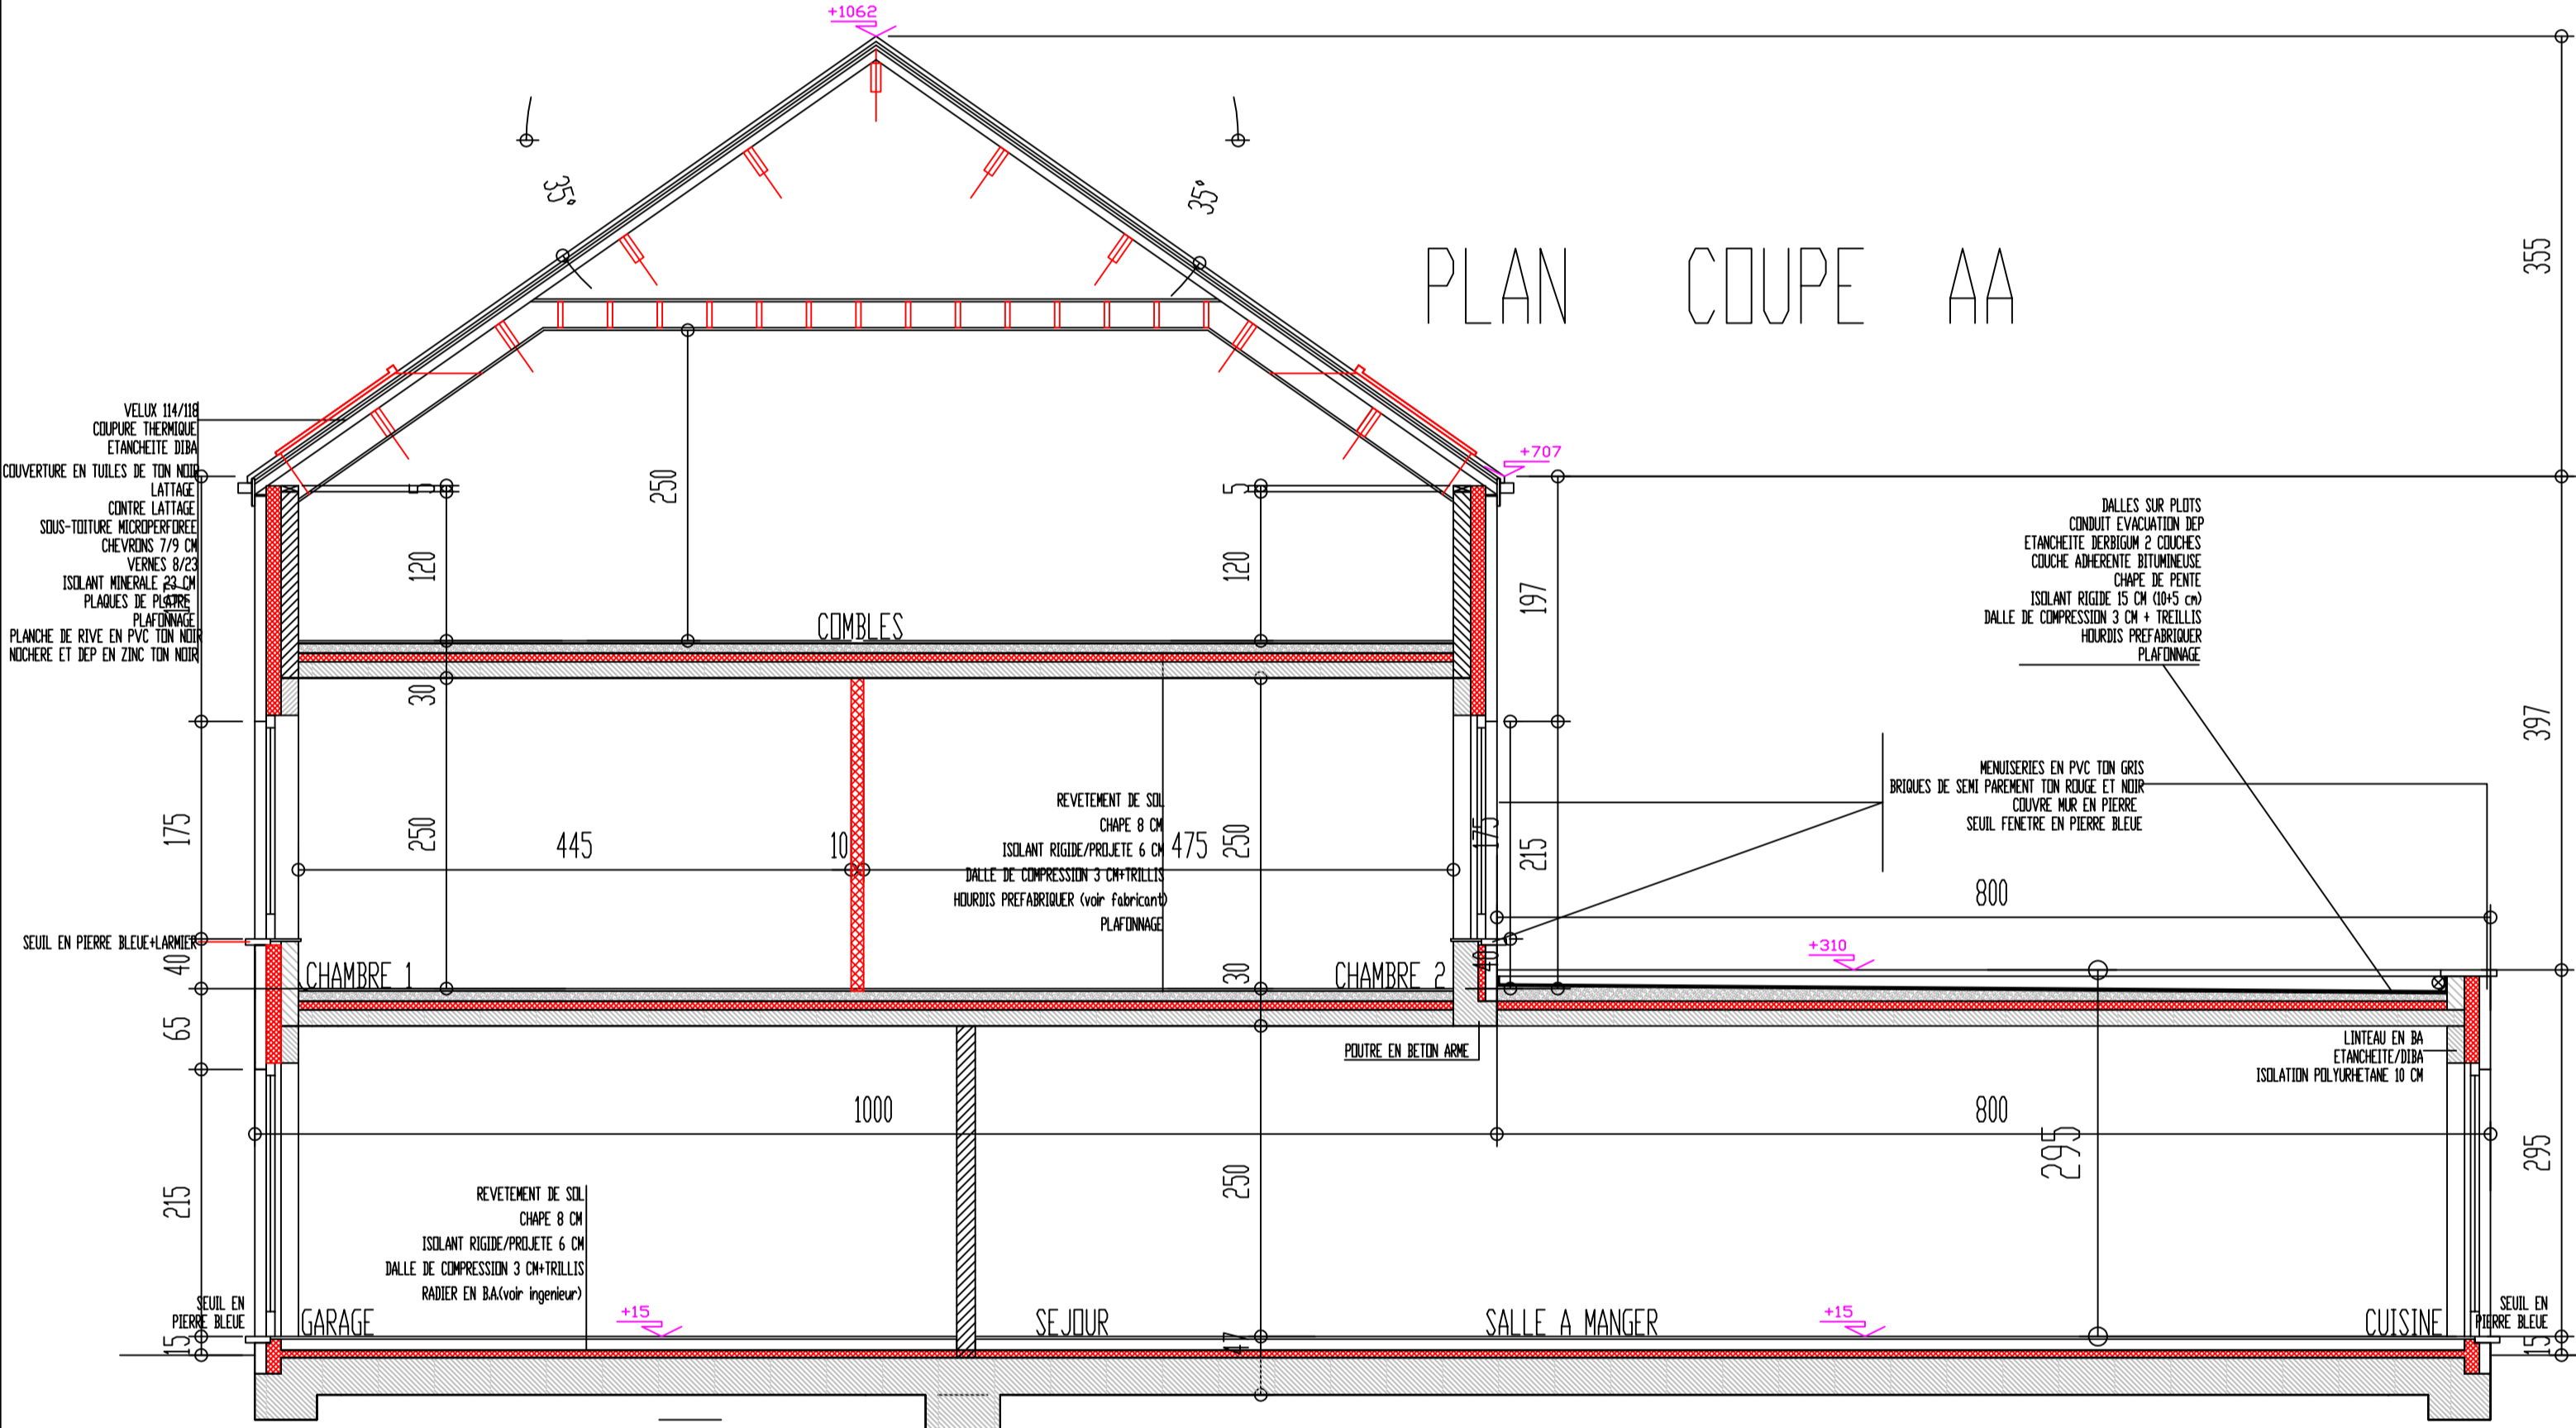 +1062
35°
35°
355
PLAN COUPE AA
VELUX 114/118
COUPURE THERMIQUE
ETANCHEITE DIBA
COUVERTURE EN TUILES DE TON NOIR
LATTAGE
CONTRE LATTAGE
SOUS-TOITURE MICROPERFOREE
CHEVRONS 7/9 CM
VERNES 8/23
ISOLANT MINERALE 23 CM
PLAQUES DE PLATRE
PLAFONNAGE
PLANCHE DE RIVE EN PVC TON NOIR
NOCHERE ET DEP EN ZINC TON NOIR
+707
5
250
5
120
120
197
COMBLES
30
DALLES SUR PLOTS
CONDUIT EVACUATION DEP
ETANCHEITE DERBIGUM 2 COUCHES
COUCHE ADHERENTE BITUMINEUSE
CHAPE DE PENTE
ISOLANT RIGIDE 15 CM (10+5 cm)
DALLE DE COMPRESSION 3 CM + TREILLIS
HOURDIS PREFABRIQUER
PLAFONNAGE
397
MENUISERIES EN PVC TON GRIS
BRIQUES DE SEMI PAREMENT TON ROUGE ET NOIR
COUVRE MUR EN PIERRE
SEUIL FENETRE EN PIERRE BLEUE
175
250
445
10
REVETEMENT DE SOL
CHAPE 8 CM
ISOLANT RIGIDE/PROJETE 6 CM
DALLE DE COMPRESSION 3 CM+TRILLIS
HOURDIS PREFABRIQUER (voir fabricant)
PLAFONNAGE
475
250
175
215
800
SEUIL EN PIERRE BLEUE+LARMIER
40
CHAMBRE 1
30
CHAMBRE 2
40
+310
65
POUTRE EN BETON ARME
LINTEAU EN BA
ETANCHEITE/DIBA
ISOLATION POLYURHETANE 10 CM
1000
800
295
295
215
250
REVETEMENT DE SOL
CHAPE 8 CM
ISOLANT RIGIDE/PROJETE 6 CM
DALLE DE COMPRESSION 3 CM+TRILLIS
RADIER EN B.A.(voir ingenieur)
SEUIL EN
PIERRE BLEUE
GARAGE
+15
SEJOUR
SALLE A MANGER
+15
CUISINE
SEUIL EN
PIERRE BLEUE
15
47
15